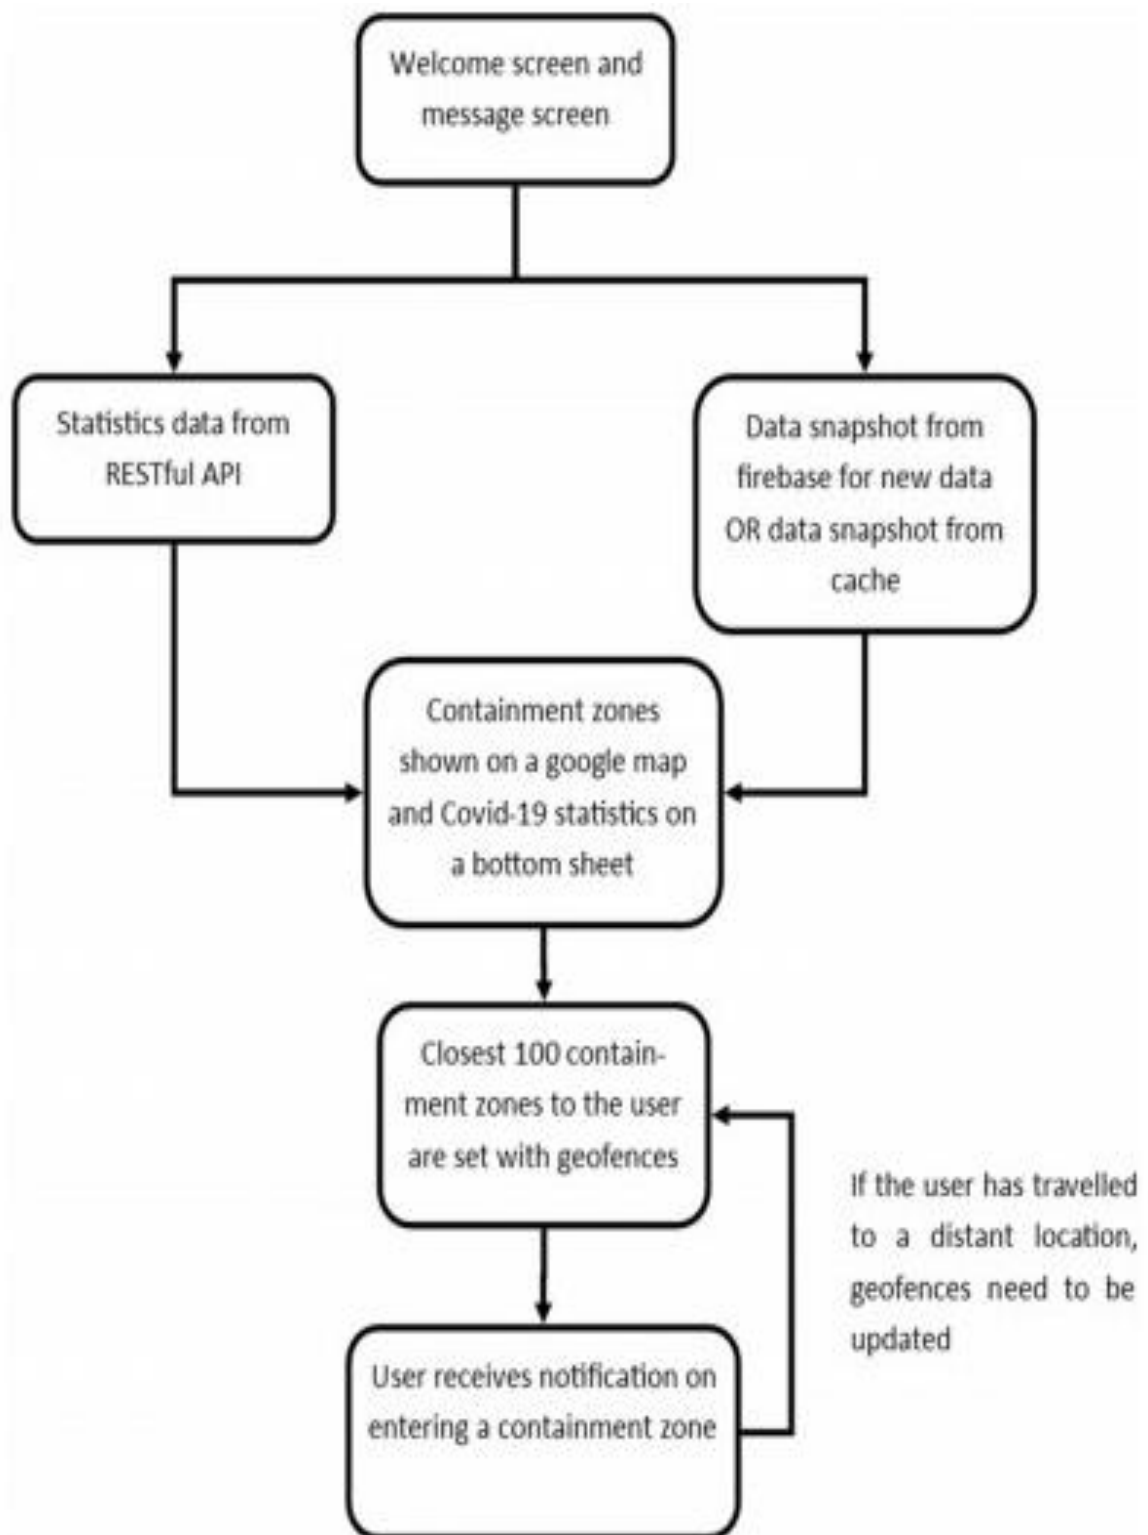 Welcome screen and
message screen
Statistics data from
RESTful API
Data snapshot from
firebase for new data
OR data snapshot from
cache
Containment zones
shown on a google map
and Covid-19 statistics on
a bottom sheet
Closest 100 contain-
ment zones to the user
are set with geofences
If the user has travelled
to a distant location,
geofences need to be
updated
User receives notification on
entering a containment zone